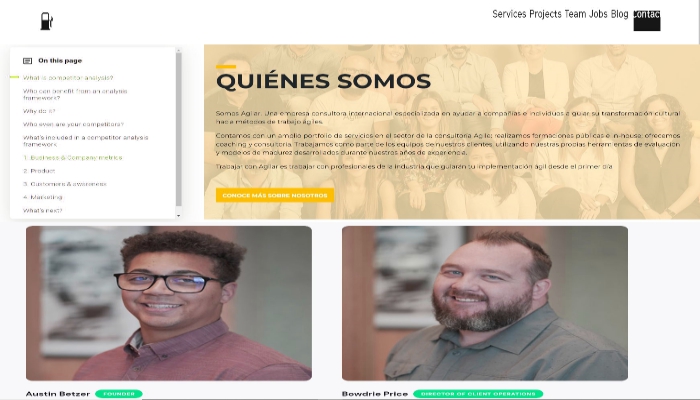 Services Projects Team Jobs Blog Contac
On this page
What is competitor analysis?
Who can benefit from an analysis
framework?
Why do it?
Who even are your competitors?
What's included in a competitor analysis
framework
1. Business & Company metrics
2. Product
3. Customers & awareness
4. Marketing
What's next?
QUIÉNES SOMOS
Somos Agilar. Una empresa consultora internacional especializada en ayudar a compañías e individuos a guiar su transformación cultural
hacia métodos de trabajo ágiles.
Contamos con un amplio portfolio de servicios en el sector de la consultoría Agile: realizamos formaciones públicas e in-house, ofrecemos
coaching y consultoría. Trabajamos como parte de los equipos de nuestros clientes, utilizando nuestras propias herramientas de evaluación
y modelos de madurez desarrollados durante nuestros años de experiencia.
Trabajar con Agilar es trabajar con profesionales de la industria que guiarán tu implementación ágil desde el primer día
CONOCE MÁS SOBRE NOSOTROS
Austin Betzer FOUNDER
Bowdrie Price DIRECTOR OF CLIENT OPERATIONS